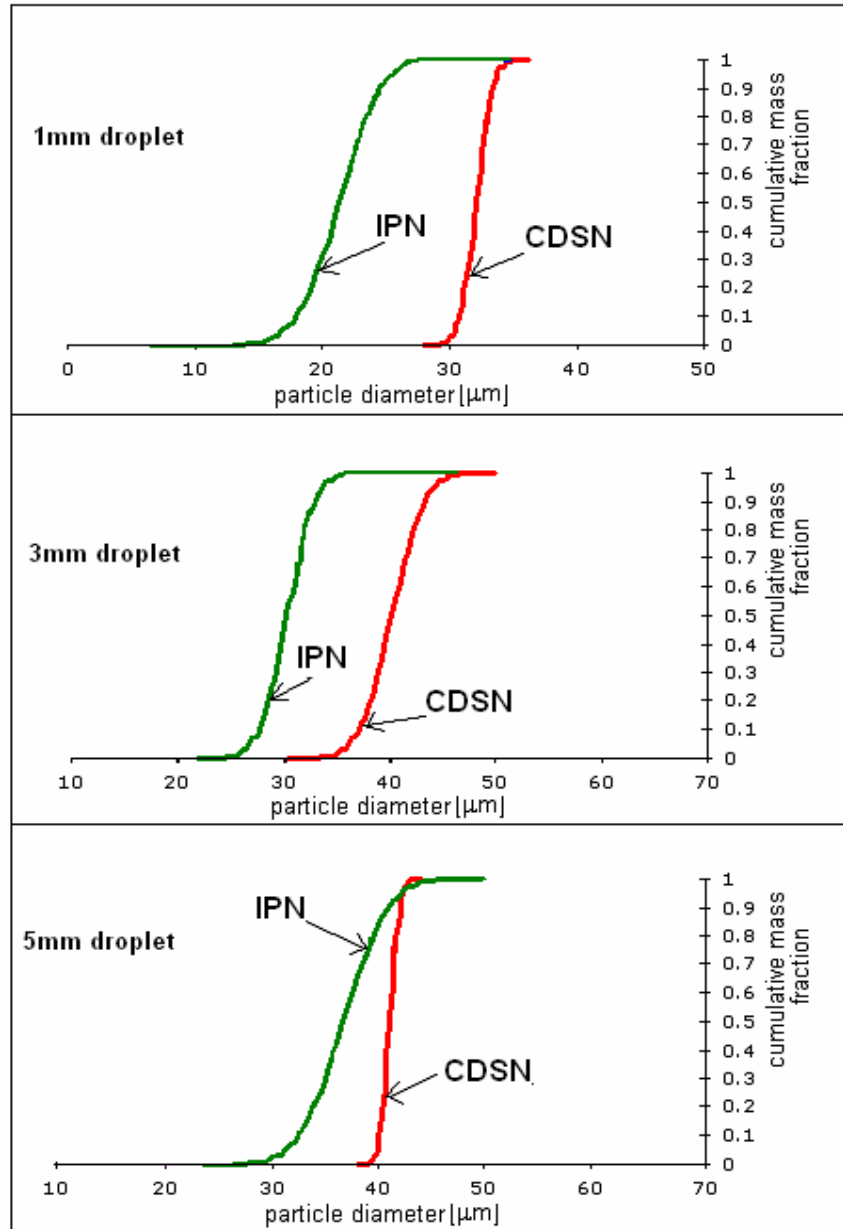 1mm droplet
IPN
CDSN
1
0.9
0.8
0.7
0.6
0.5
0.4
0.3
0.2
0.1
0
cumulative mass
fraction
0 10 20 30 40 50
particle diameter[μm]
3mm droplet
IPN
CDSN
1
0.9
0.8
0.7
0.6
0.5
0.4
0.3
0.2
0.1
0
cumulative mass
fraction
10 20 30 40 50 60 70
particle diameter[μm]
5mm droplet
IPN
CDSN
1
0.9
0.8
0.7
0.6
0.5
0.4
0.3
0.2
0.1
0
cumulative mass
fraction
10 20 30 40 50 60 70
particle diameter[μm]